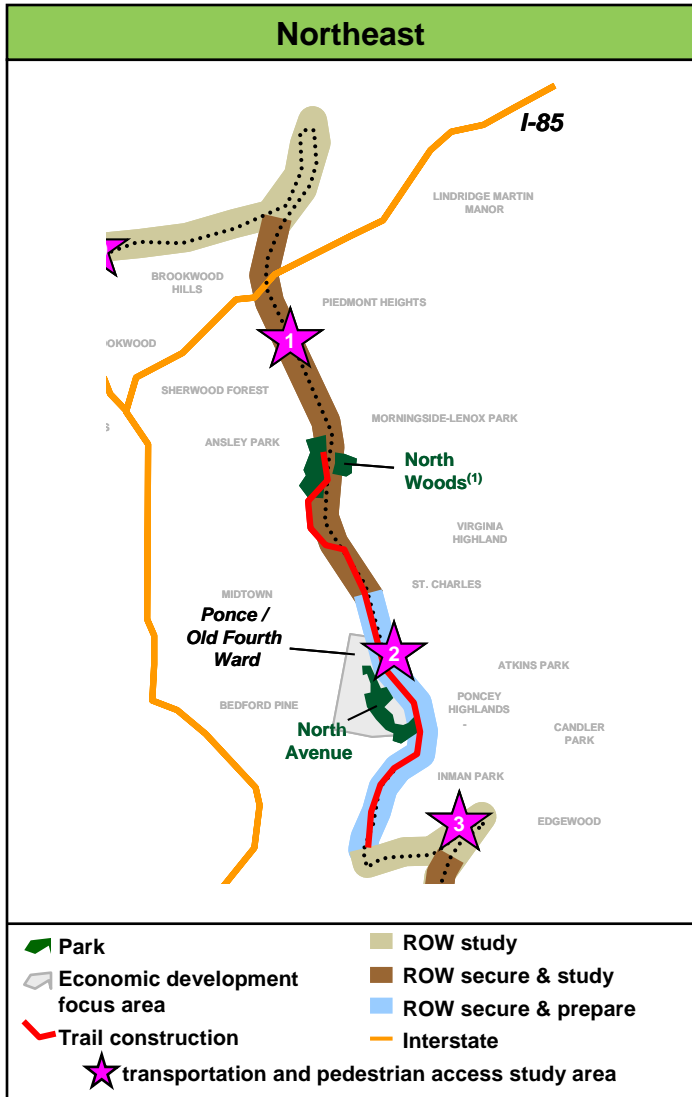 Northeast
I-85
LINDRIDGE MARTIN
MANOR
BROOKWOOD
HILLS
PIEDMONT HEIGHTS
1
OOKWOOD
SHERWOOD FOREST
MORNINGSIDE-LENOX PARK
S
ANSLEY PARK
North
Woods(1)
VIRGINIA
HIGHLAND
ST. CHARLES
MIDTOWN
Ponce /
Old Fourth
Ward
2
ATKINS PARK
BEDFORD PINE
PONCEY
HIGHLANDS
-
North
Avenue
CANDLER
PARK
INMAN PARK
3
EDGEWOOD
Park
Economic development
focus area
Trail construction
ROW study
ROW secure & study
ROW secure & prepare
Interstate
transportation and pedestrian access study area